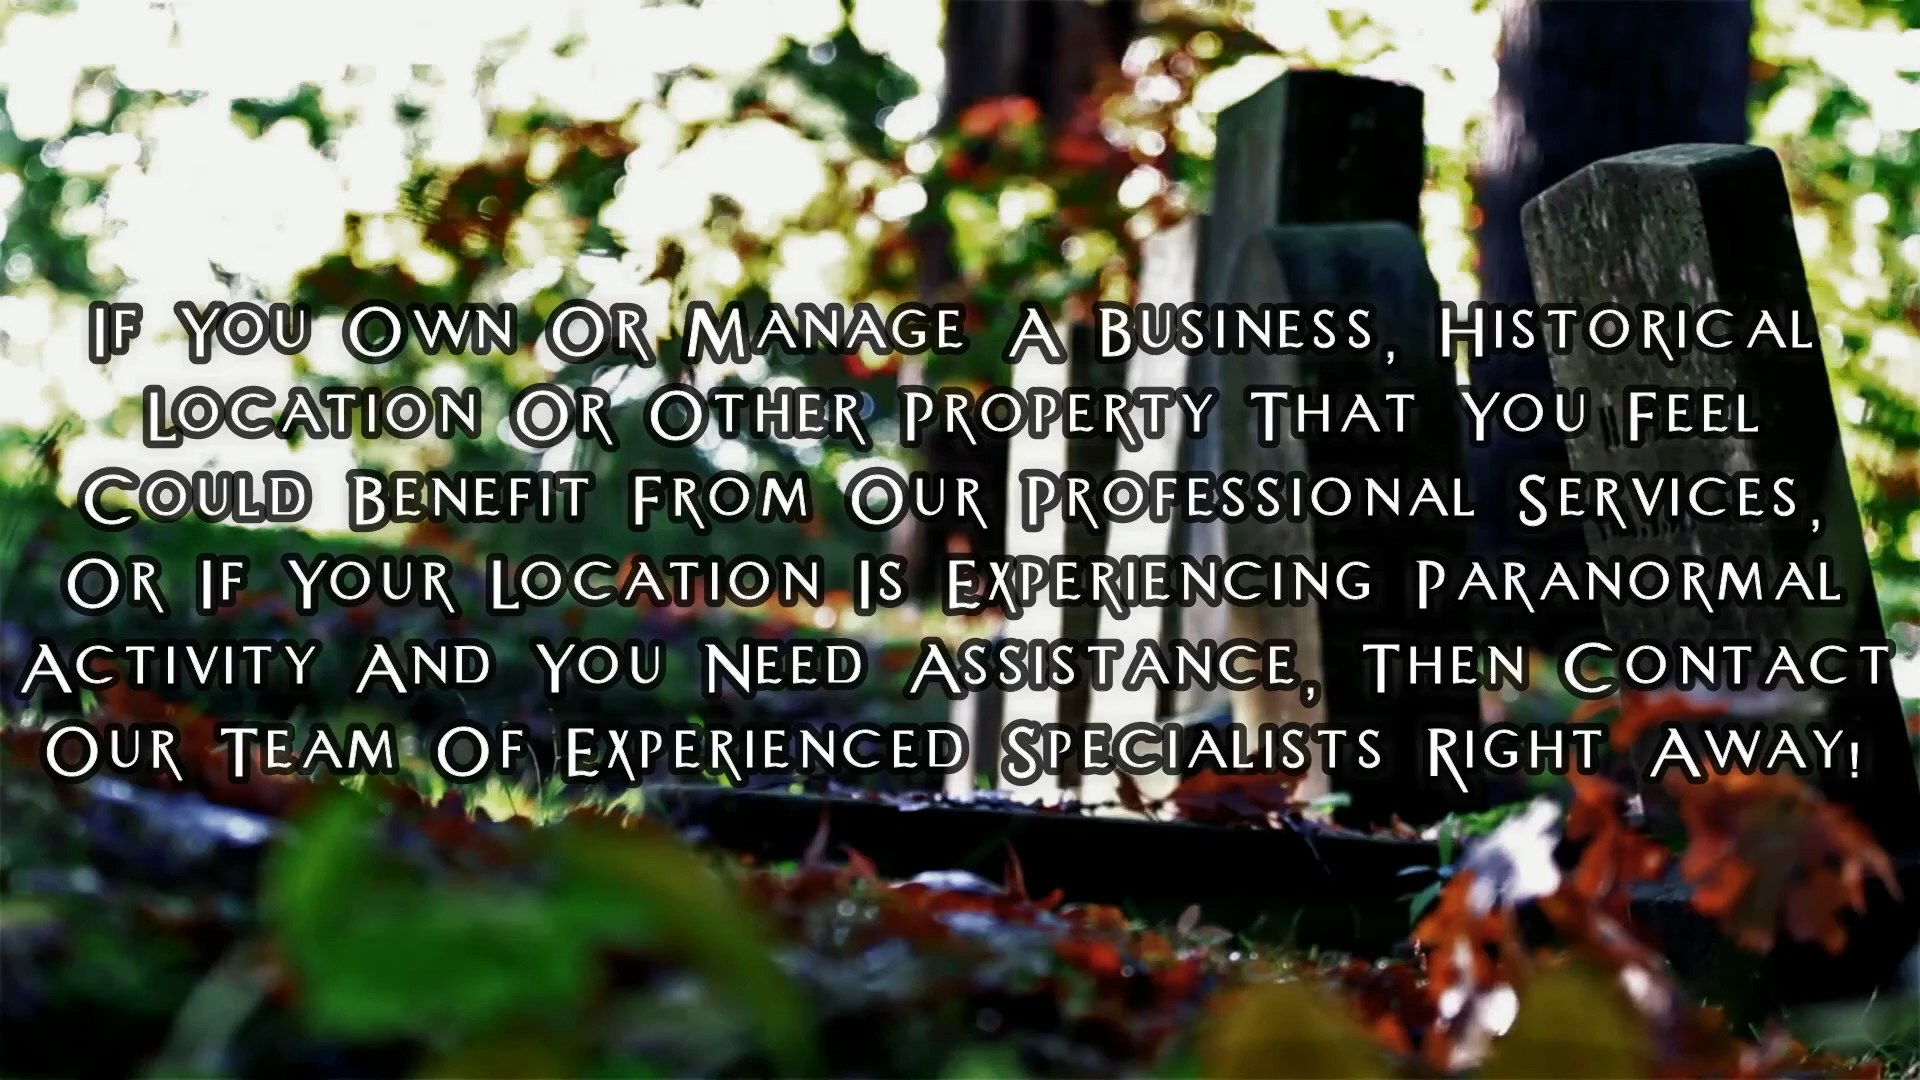 If You Own Or Manage A Business, Historical
Location Or Other Property That You Feel
Could Benefit From Our Professional Services,
Or If Your Location Is Experiencing Paranormal
Activity And You Need Assistance, Then Contact
Our Team Of Experienced Specialists Right Away!